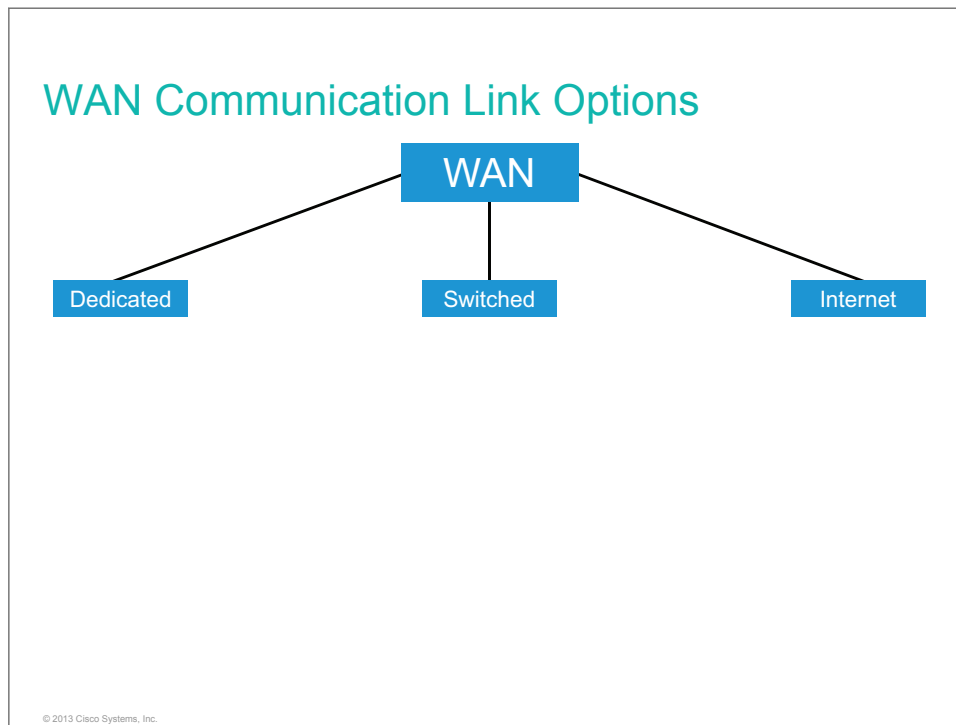 WAN Communication Link Options
WAN
Dedicated
Switched
Internet
© 2013 Cisco Systems, Inc.